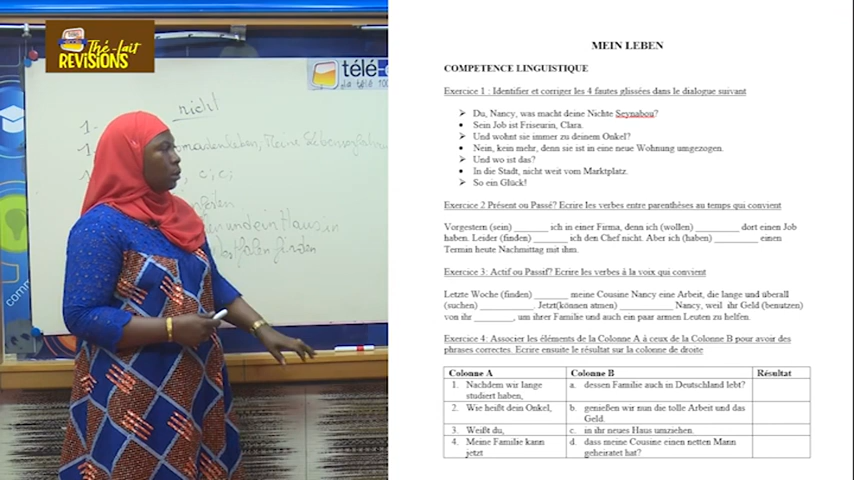 Thé-lait
REVISIONS
télé
la télé 100
nicht
1.
1.
c; c;
MEIN LEBEN
COMPETENCE LINGUISTIQUE
Exercice 1 : Identifier et corriger les 4 fautes glissées dans le dialogue suivant
➢ Du, Nancy, was macht deine Nichte Seynabou?
• Sein Job ist Friseurin, Clara.
➢ Und wohnt sie immer zu deinem Onkel?
• Nein, kein mehr, denn sie ist in eine neue Wohnung umgezogen.
➢ Und wo ist das?
• In die Stadt, nicht weit vom Marktplatz.
➢ So ein Glück!
Exercice 2 Présent ou Passé? Ecrire les verbes entre parenthèses au temps qui convient
Vorgestern (sein) _______ ich in einer Firma, denn ich (wollen) _________ dort einen Job
haben. Leider (finden) _______ ich den Chef nicht. Aber ich (haben) _________ einen
Termin heute Nachmittag mit ihm.
Exercice 3: Actif ou Passif? Ecrire les verbes à la voix qui convient
Letzte Woche (finden) _______ meine Cousine Nancy eine Arbeit, die lange und überall
(suchen) ___________. Jetzt(können atmen) ___________ Nancy, weil ihr Geld (benutzen)
von ihr ________, um ihrer Familie und auch ein paar armen Leuten zu helfen.
Exercice 4: Associer les éléments de la Colonne A à ceux de la Colonne B pour avoir des
phrases correctes. Ecrire ensuite le résultat sur la colonne de droite
Colonne A Colonne B Résultat
1. Nachdem wir lange studiert haben, a. dessen Familie auch in Deutschland lebt?
2. Wie heißt dein Onkel, b. genießen wir nun die tolle Arbeit und das Geld.
3. Weißt du, c. in ihr neues Haus umziehen.
4. Meine Familie kann jetzt d. dass meine Cousine einen netten Mann geheiratet hat?